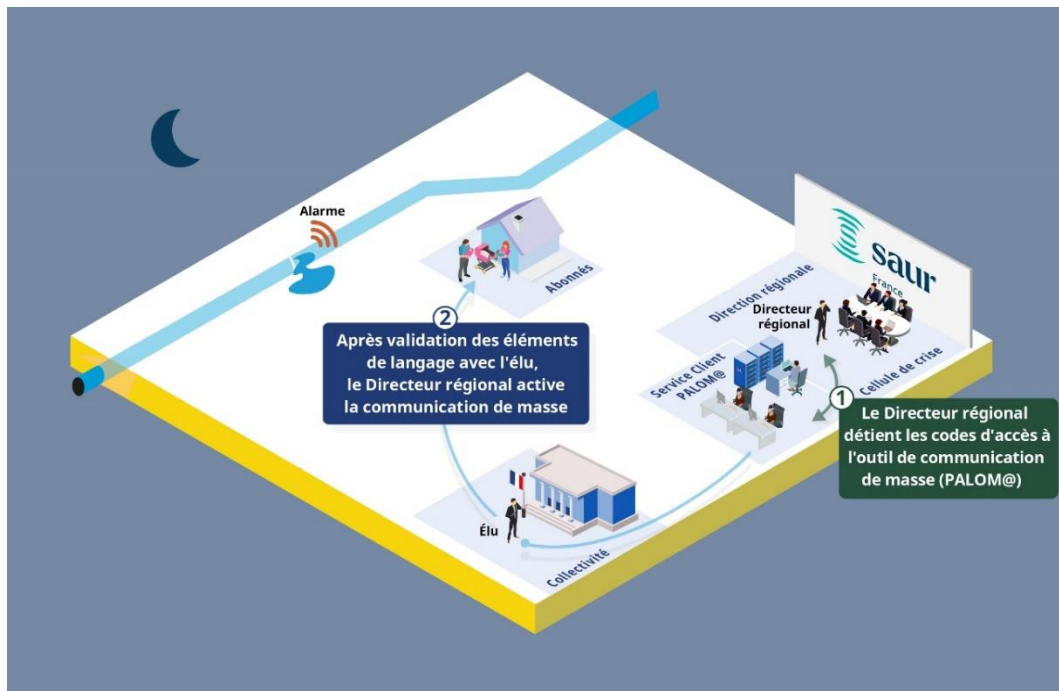 Alarme
Abonnés
saur
France
Direction régionale
Directeur
régional
Cellule de crise
Service Client
PALOM@
2
Après validation des éléments
de langage avec l'élu,
le Directeur régional active
la communication de masse
1
Le Directeur régional
détient les codes d'accès à
l'outil de communication
de masse (PALOM@)
Élu
Collectivité